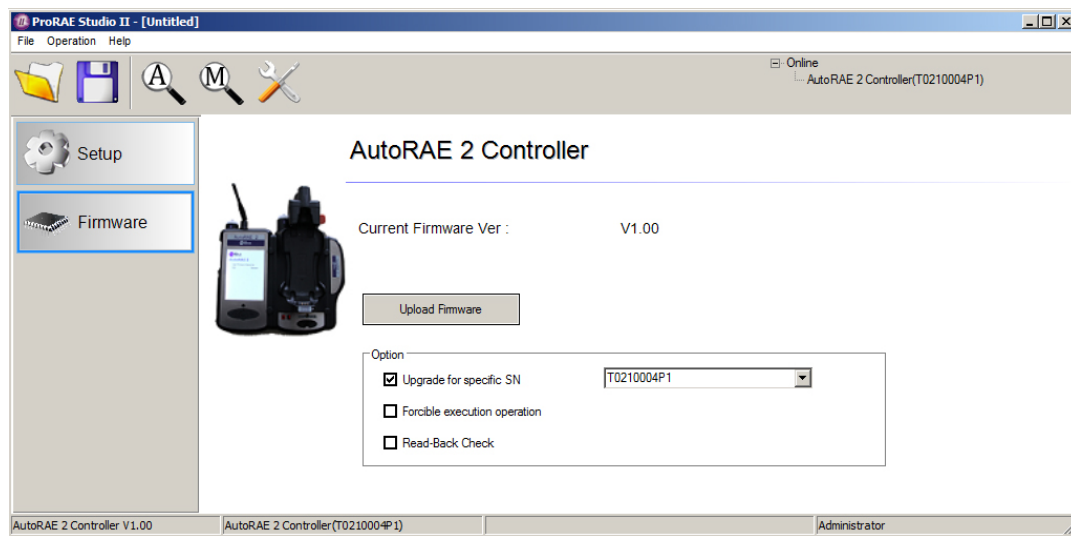 ProRAE Studio II - [Untitled]
File Operation Help
A
M
Online
AutoRAE 2 Controller(T0210004P1)
Setup
Firmware
AutoRAE 2 Controller
Current Firmware Ver : V1.00
Upload Firmware
Option
Upgrade for specific SN T0210004P1
Forcible execution operation
Read-Back Check
AutoRAE 2 Controller V1.00 AutoRAE 2 Controller(T0210004P1) Administrator